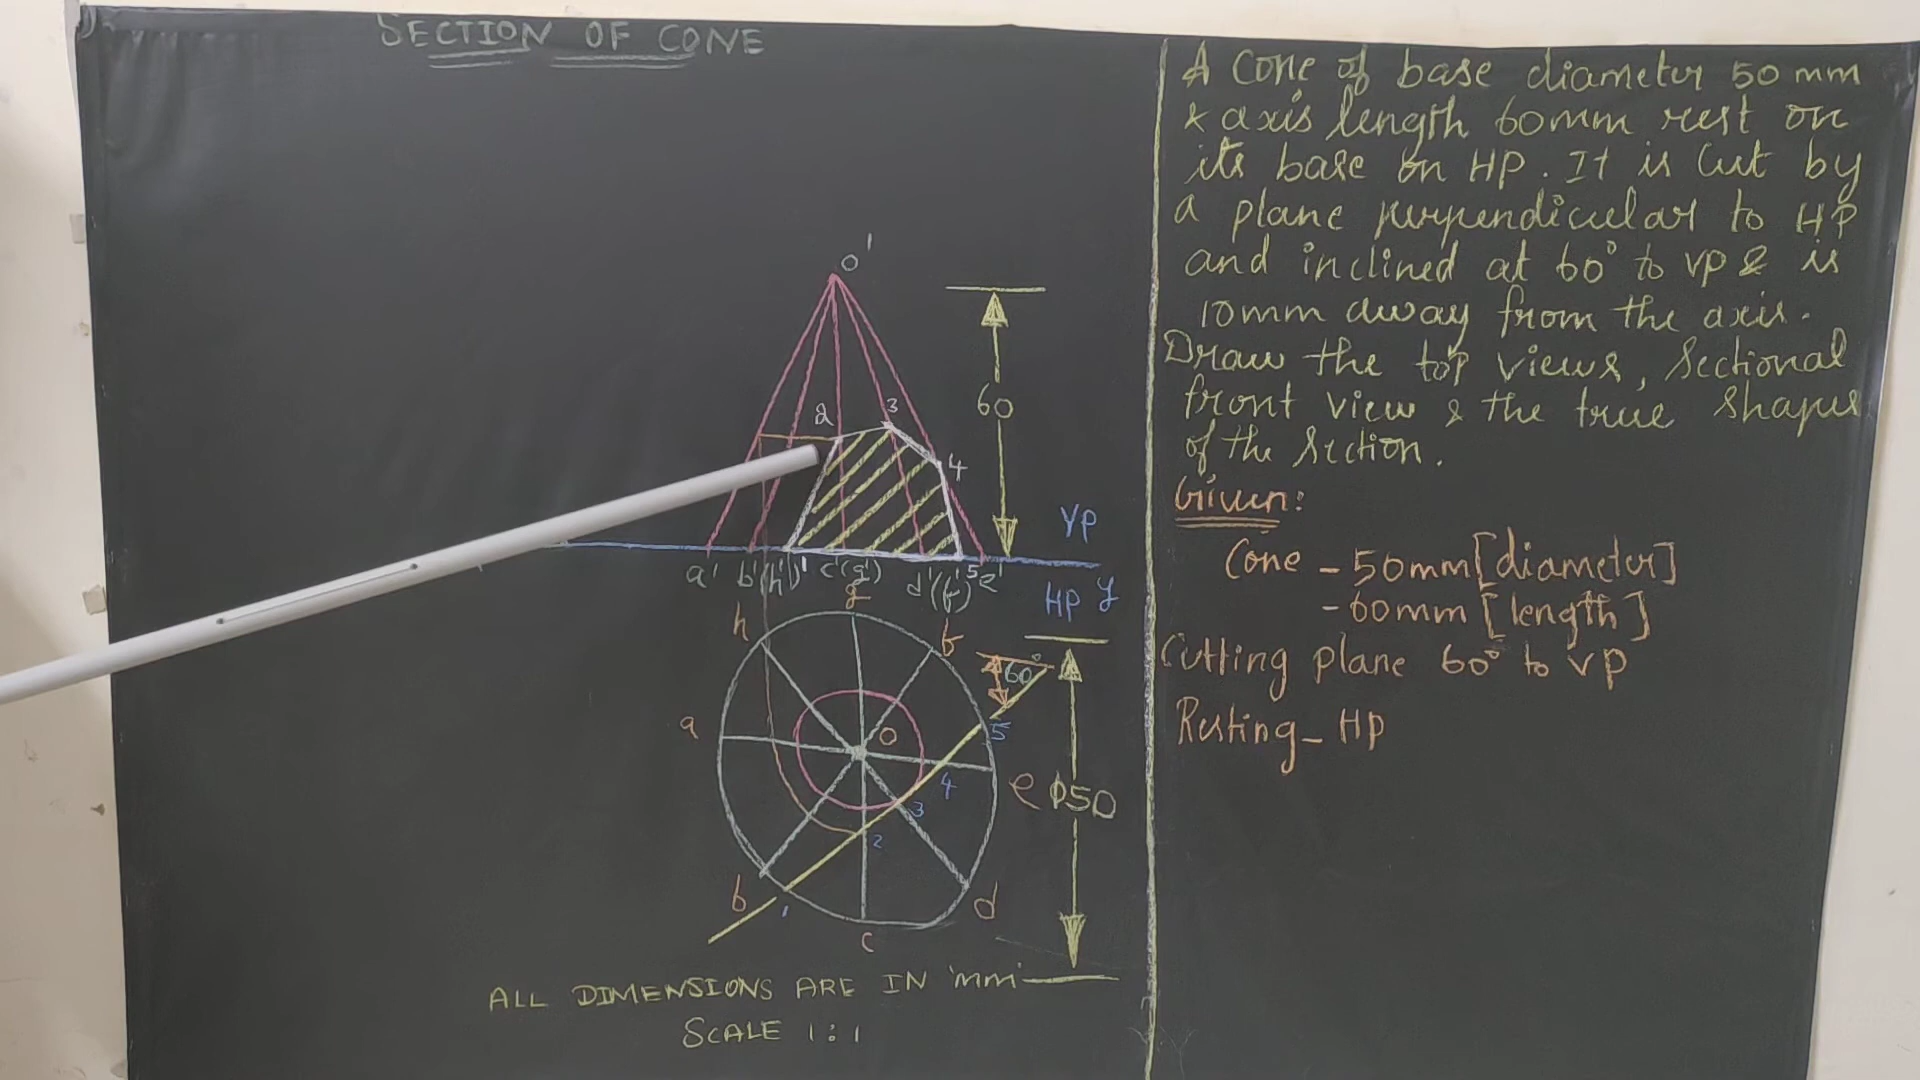 SECTION OF CONE
A Cone of base diameter 50 mm
& axis length 60mm rest on
its base on HP. It is Cut by
a plane perpendicular to HP
and inclined at 60° to VP & is
10mm away from the axis.
Draw the top views, Sectional
front view & the true shapes
of the Section.
Given:
Cone - 50mm [diameter]
- 60mm [length]
Cutting plane 60° to VP
Resting - HP
o'
60
2
3
4
VP
a' b'(h') 1' c'(g') d'(f') 5 e'
HP y
g
h
f
60°
a
o
5
4
e
φ50
3
2
b
1
d
c
ALL DIMENSIONS ARE IN 'mm'
SCALE 1:1